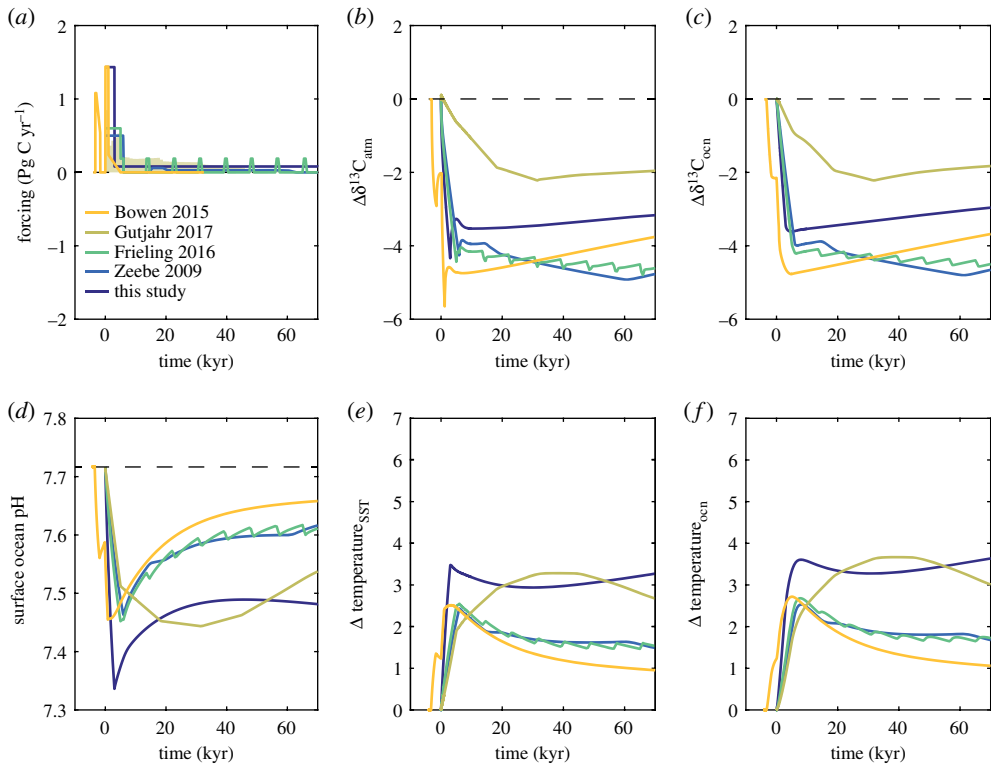 (a)
forcing (Pg C yr−1)
2
1
0
−1
−2
0 20 40 60
time (kyr)
Bowen 2015
Gutjahr 2017
Frieling 2016
Zeebe 2009
this study
(b)
Δδ13Catm
2
0
−2
−4
−6
0 20 40 60
time (kyr)
(c)
Δδ13Cocn
2
0
−2
−4
−6
0 20 40 60
time (kyr)
(d)
surface ocean pH
7.8
7.7
7.6
7.5
7.4
7.3
0 20 40 60
time (kyr)
(e)
Δ temperatureSST
7
6
5
4
3
2
1
0
0 20 40 60
time (kyr)
(f)
Δ temperatureocn
7
6
5
4
3
2
1
0
0 20 40 60
time (kyr)